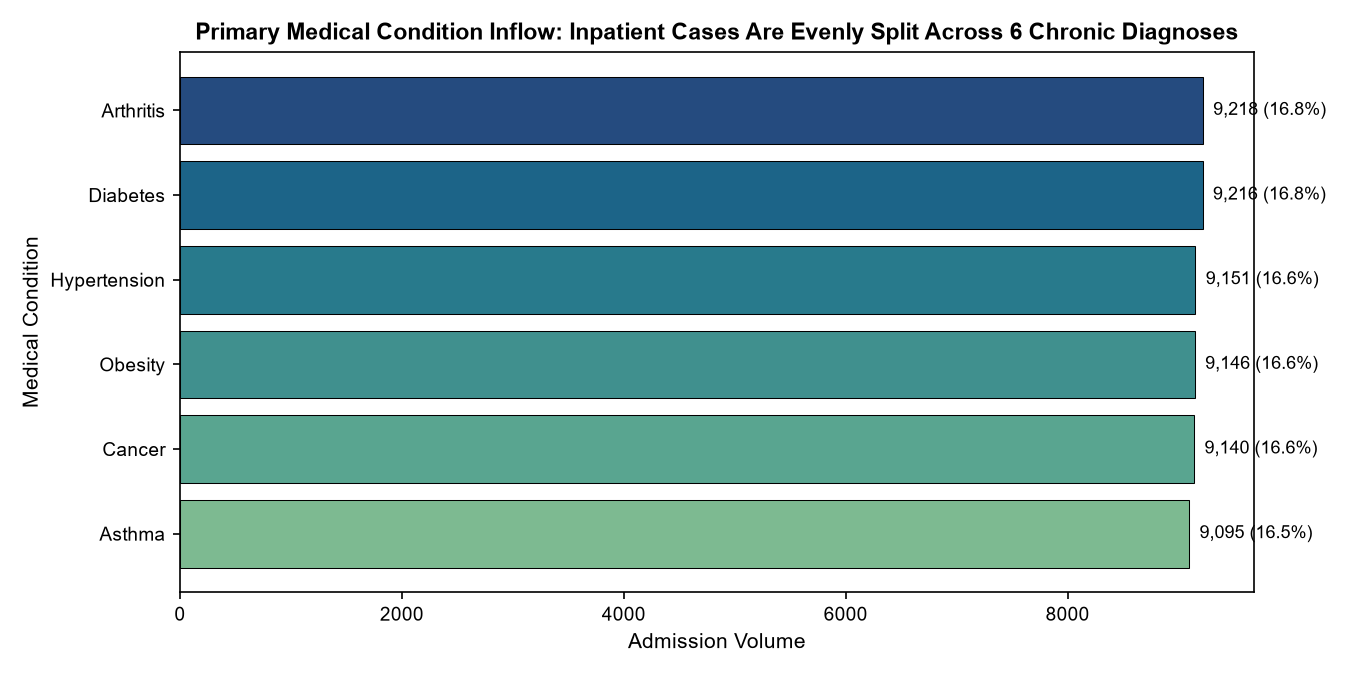 Primary Medical Condition Inflow: Inpatient Cases Are Evenly Split Across 6 Chronic Diagnoses
Medical Condition
Arthritis 9,218 (16.8%)
Diabetes 9,216 (16.8%)
Hypertension 9,151 (16.6%)
Obesity 9,146 (16.6%)
Cancer 9,140 (16.6%)
Asthma 9,095 (16.5%)
0 2000 4000 6000 8000
Admission Volume